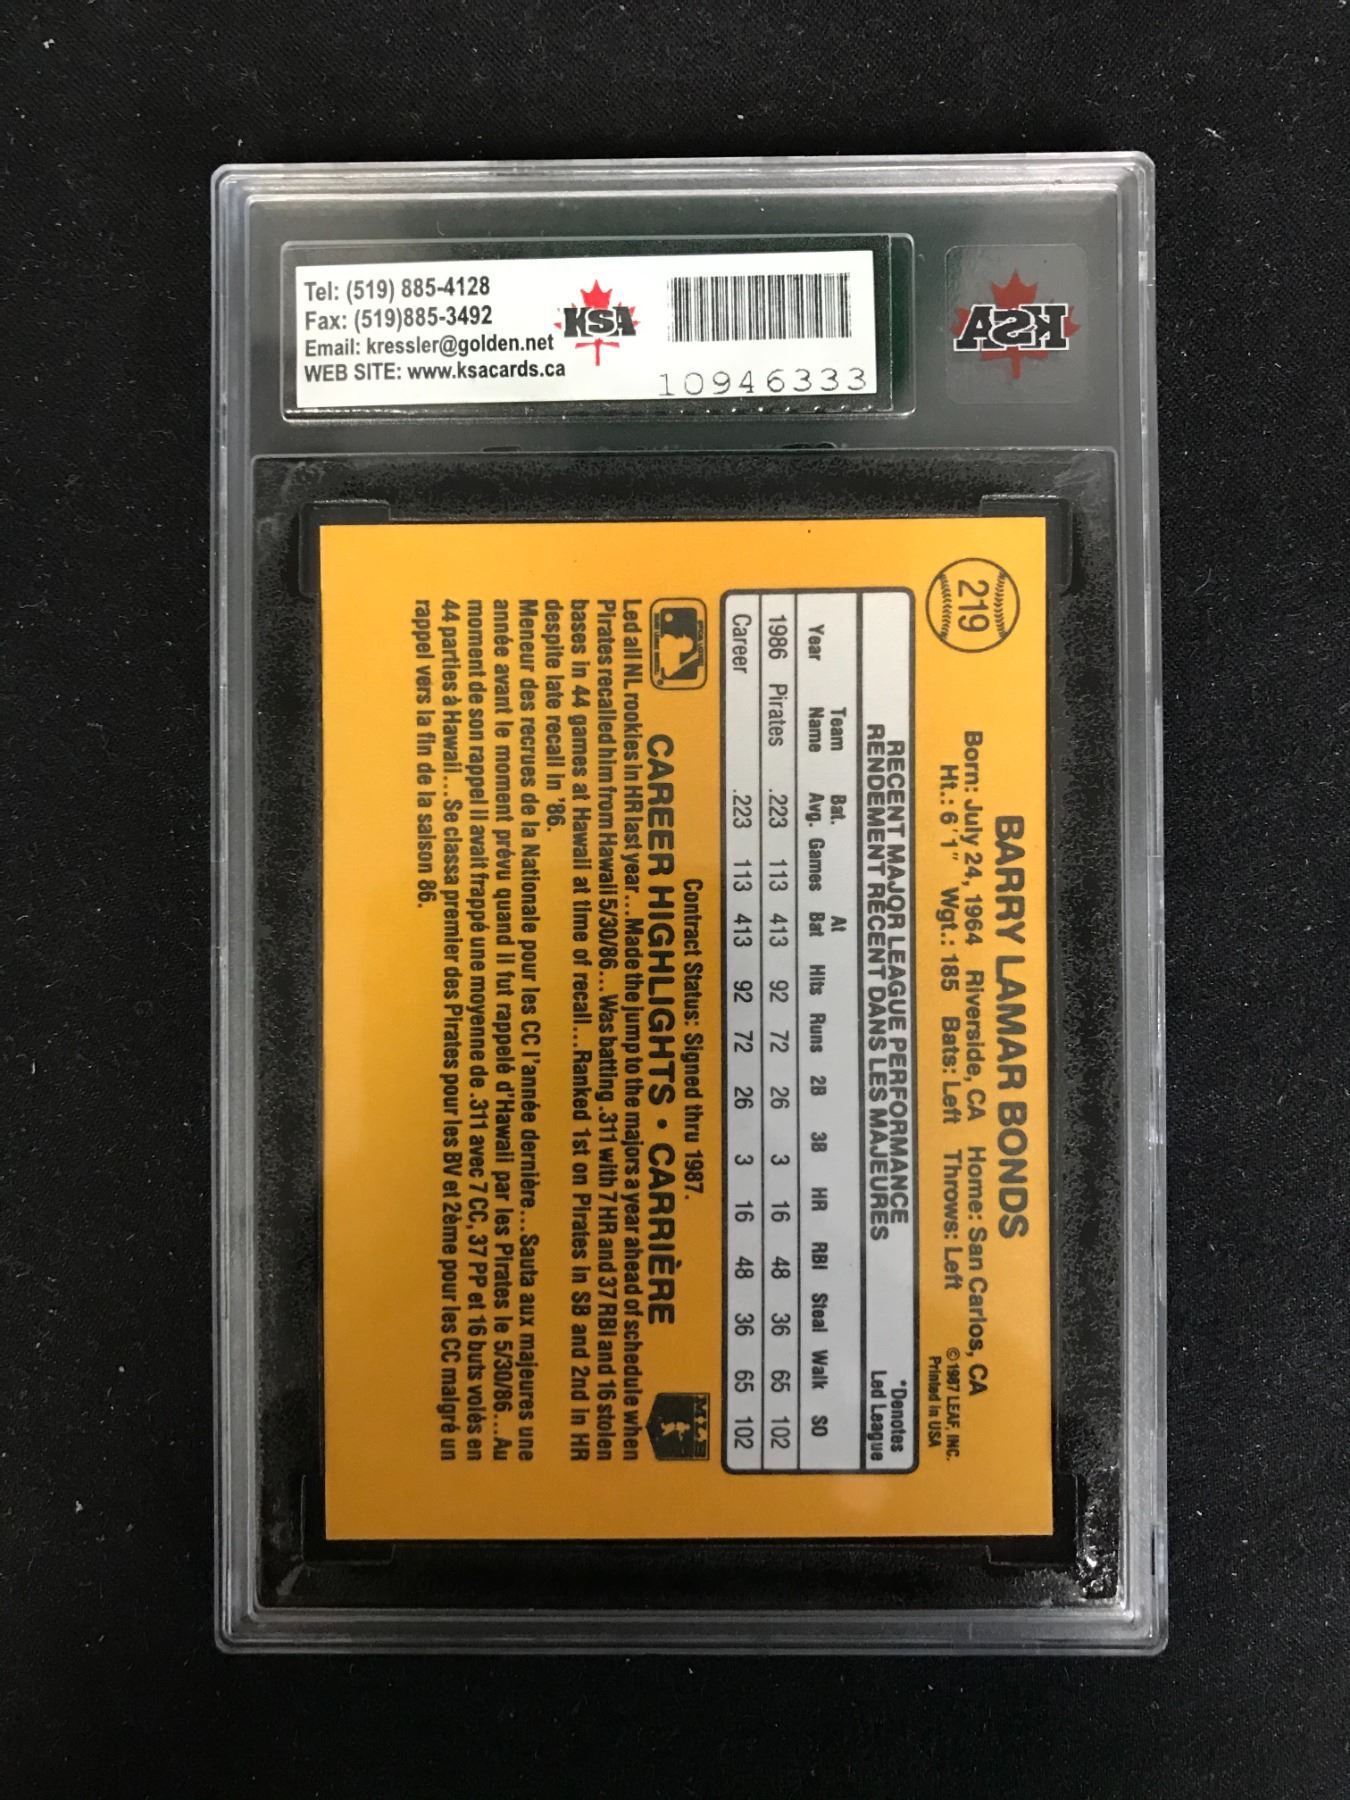 Tel: (519) 885-4128
Fax: (519)885-3492
Email: kressler@golden.net
WEB SITE: www.ksacards.ca
KSA
10946333
KSA
219
BARRY LAMAR BONDS
Born: July 24, 1964 Riverside, CA Home: San Carlos, CA
Ht.: 6'1" Wgt.: 185 Bats: Left Throws: Left
©1987 LEAF, INC.
Printed in USA
RECENT MAJOR LEAGUE PERFORMANCE
RENDEMENT RÉCENT DANS LES MAJEURES
*Denotes
Led League
Year Team Name Bat. Avg. Games At Bat Hits Runs 2B 3B HR RBI Steal Walk SO
1986 Pirates .223 113 413 92 72 26 3 16 48 36 65 102
Career .223 113 413 92 72 26 3 16 48 36 65 102
Contract Status: Signed thru 1987.
CAREER HIGHLIGHTS • CARRIÈRE
Led all NL rookies in HR last year...Made the jump to the majors a year ahead of schedule when
Pirates recalled him from Hawaii 5/30/86...Was batting .311 with 7 HR and 37 RBI and 16 stolen
bases in 44 games at Hawaii at time of recall...Ranked 1st on Pirates in SB and 2nd in HR
despite late recall in '86.
Meneur des recrues de la Nationale pour les CC l'année dernière...Sauta aux majeures une
année avant le moment prévu quand il fut rappelé d'Hawaii par les Pirates le 5/30/86...Au
moment de son rappel il avait frappé une moyenne de .311 avec 7 CC, 37 PP et 16 buts volés en
44 parties à Hawaii...Se classa premier des Pirates pour les BV et 2ème pour les CC malgré un
rappel vers la fin de la saison 86.